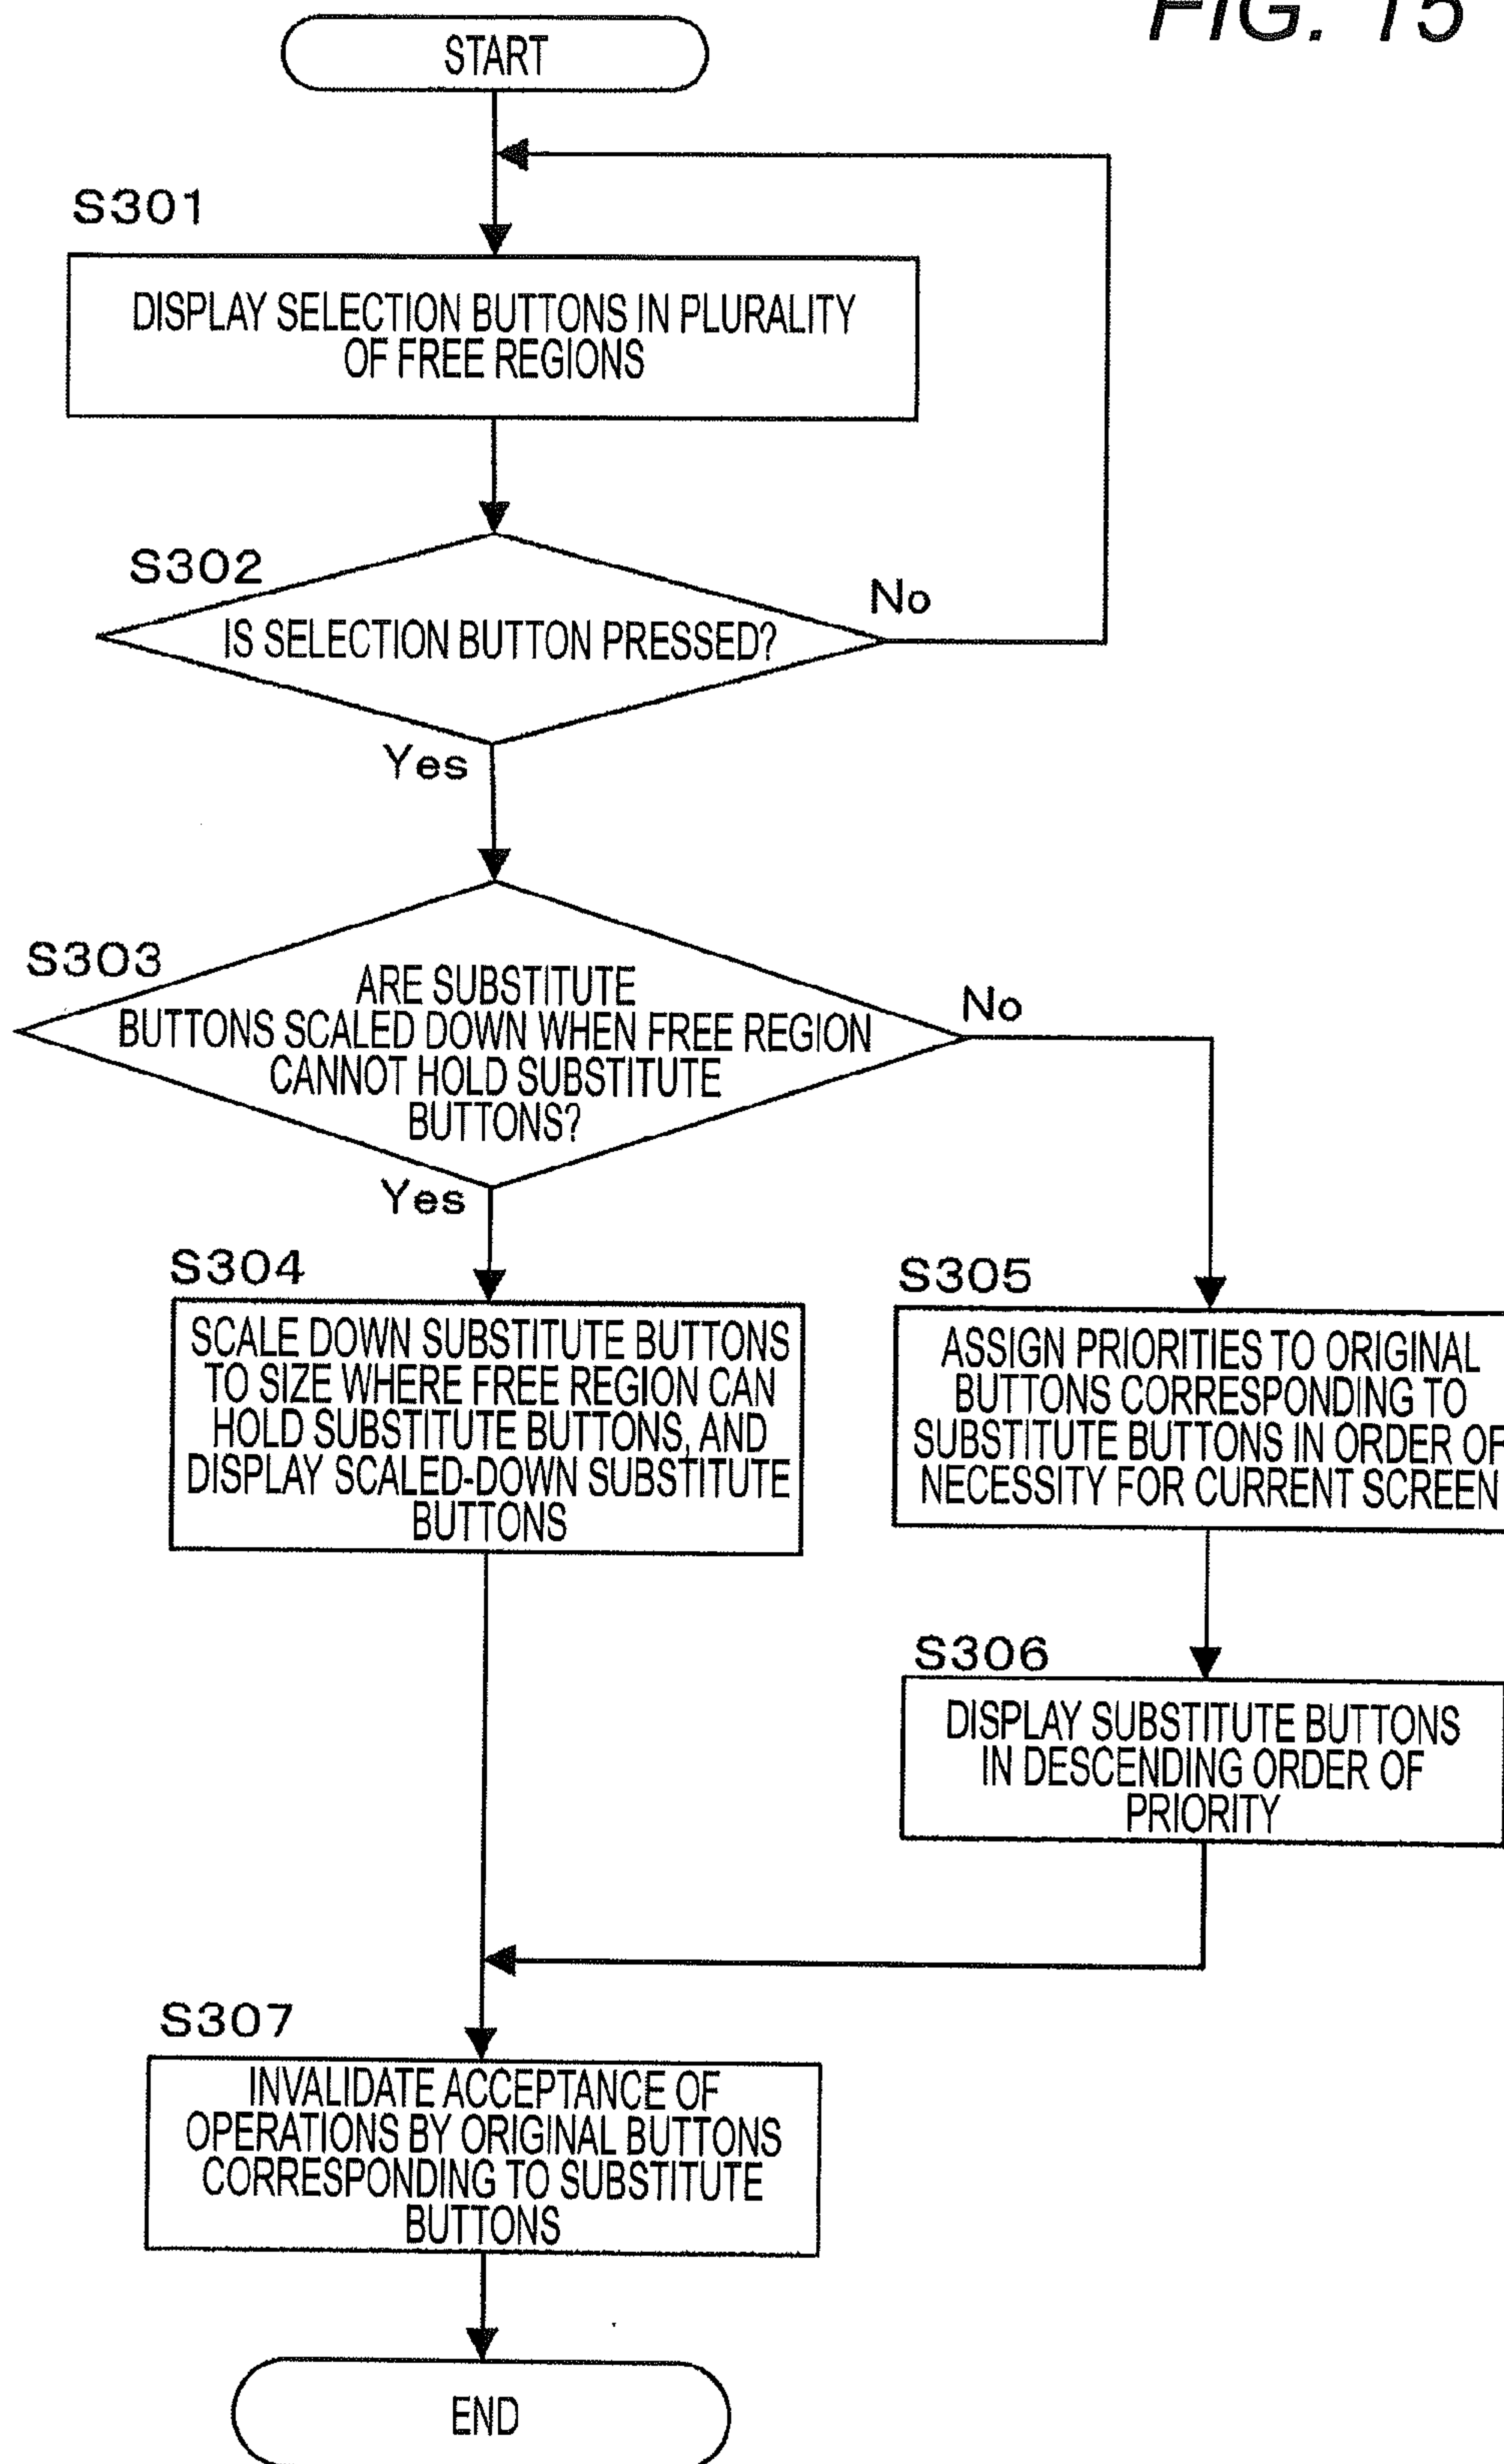 FIG. 15
START
S301
DISPLAY SELECTION BUTTONS IN PLURALITY
OF FREE REGIONS
S302
IS SELECTION BUTTON PRESSED?
No
Yes
S303
ARE SUBSTITUTE
BUTTONS SCALED DOWN WHEN FREE REGION
CANNOT HOLD SUBSTITUTE
BUTTONS?
No
Yes
S304
SCALE DOWN SUBSTITUTE BUTTONS
TO SIZE WHERE FREE REGION CAN
HOLD SUBSTITUTE BUTTONS, AND
DISPLAY SCALED-DOWN SUBSTITUTE
BUTTONS
S305
ASSIGN PRIORITIES TO ORIGINAL
BUTTONS CORRESPONDING TO
SUBSTITUTE BUTTONS IN ORDER OF
NECESSITY FOR CURRENT SCREEN
S306
DISPLAY SUBSTITUTE BUTTONS
IN DESCENDING ORDER OF
PRIORITY
S307
INVALIDATE ACCEPTANCE OF
OPERATIONS BY ORIGINAL BUTTONS
CORRESPONDING TO SUBSTITUTE
BUTTONS
END